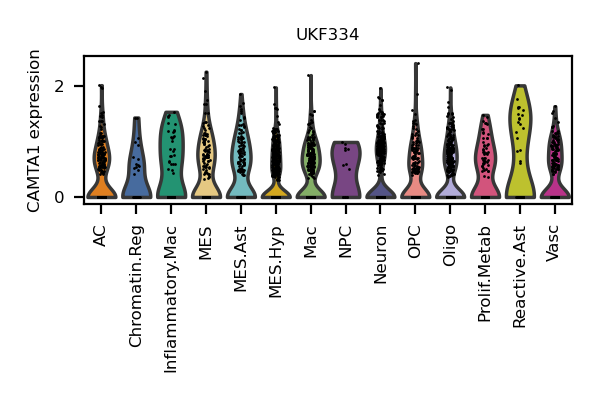 UKF334
CAMTA1 expression
2
0
AC
Chromatin.Reg
Inflammatory.Mac
MES
MES.Ast
MES.Hyp
Mac
NPC
Neuron
OPC
Oligo
Prolif.Metab
Reactive.Ast
Vasc